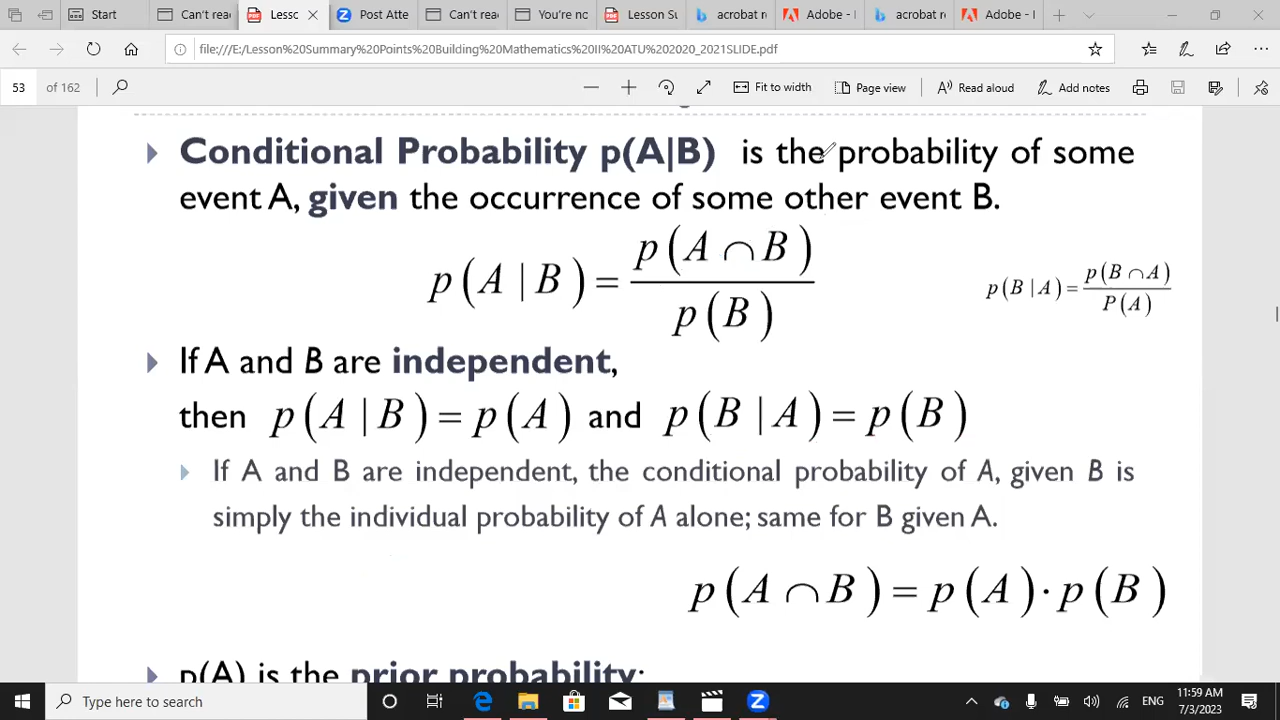 Start
Can't rea
Lessc
Post Atte
Can't rea
You're nc
Lesson Su
acrobat r
Adobe - I
acrobat r
Adobe - I
file:///E:/Lesson%20Summary%20Points%20Building%20Mathematics%20II%20ATU%202020_2021SLIDE.pdf
53 of 162
Fit to width
Page view
Read aloud
Add notes
Conditional Probability p(A|B) is the probability of some
event A, given the occurrence of some other event B.
p(A | B) = p(A ∩ B) / p(B)
p(B | A) = p(B ∩ A) / P(A)
If A and B are independent,
then p(A | B) = p(A) and p(B | A) = p(B)
If A and B are independent, the conditional probability of A, given B is
simply the individual probability of A alone; same for B given A.
p(A ∩ B) = p(A) · p(B)
p(A) is the prior probability;
Type here to search
ENG
11:59 AM
7/3/2023